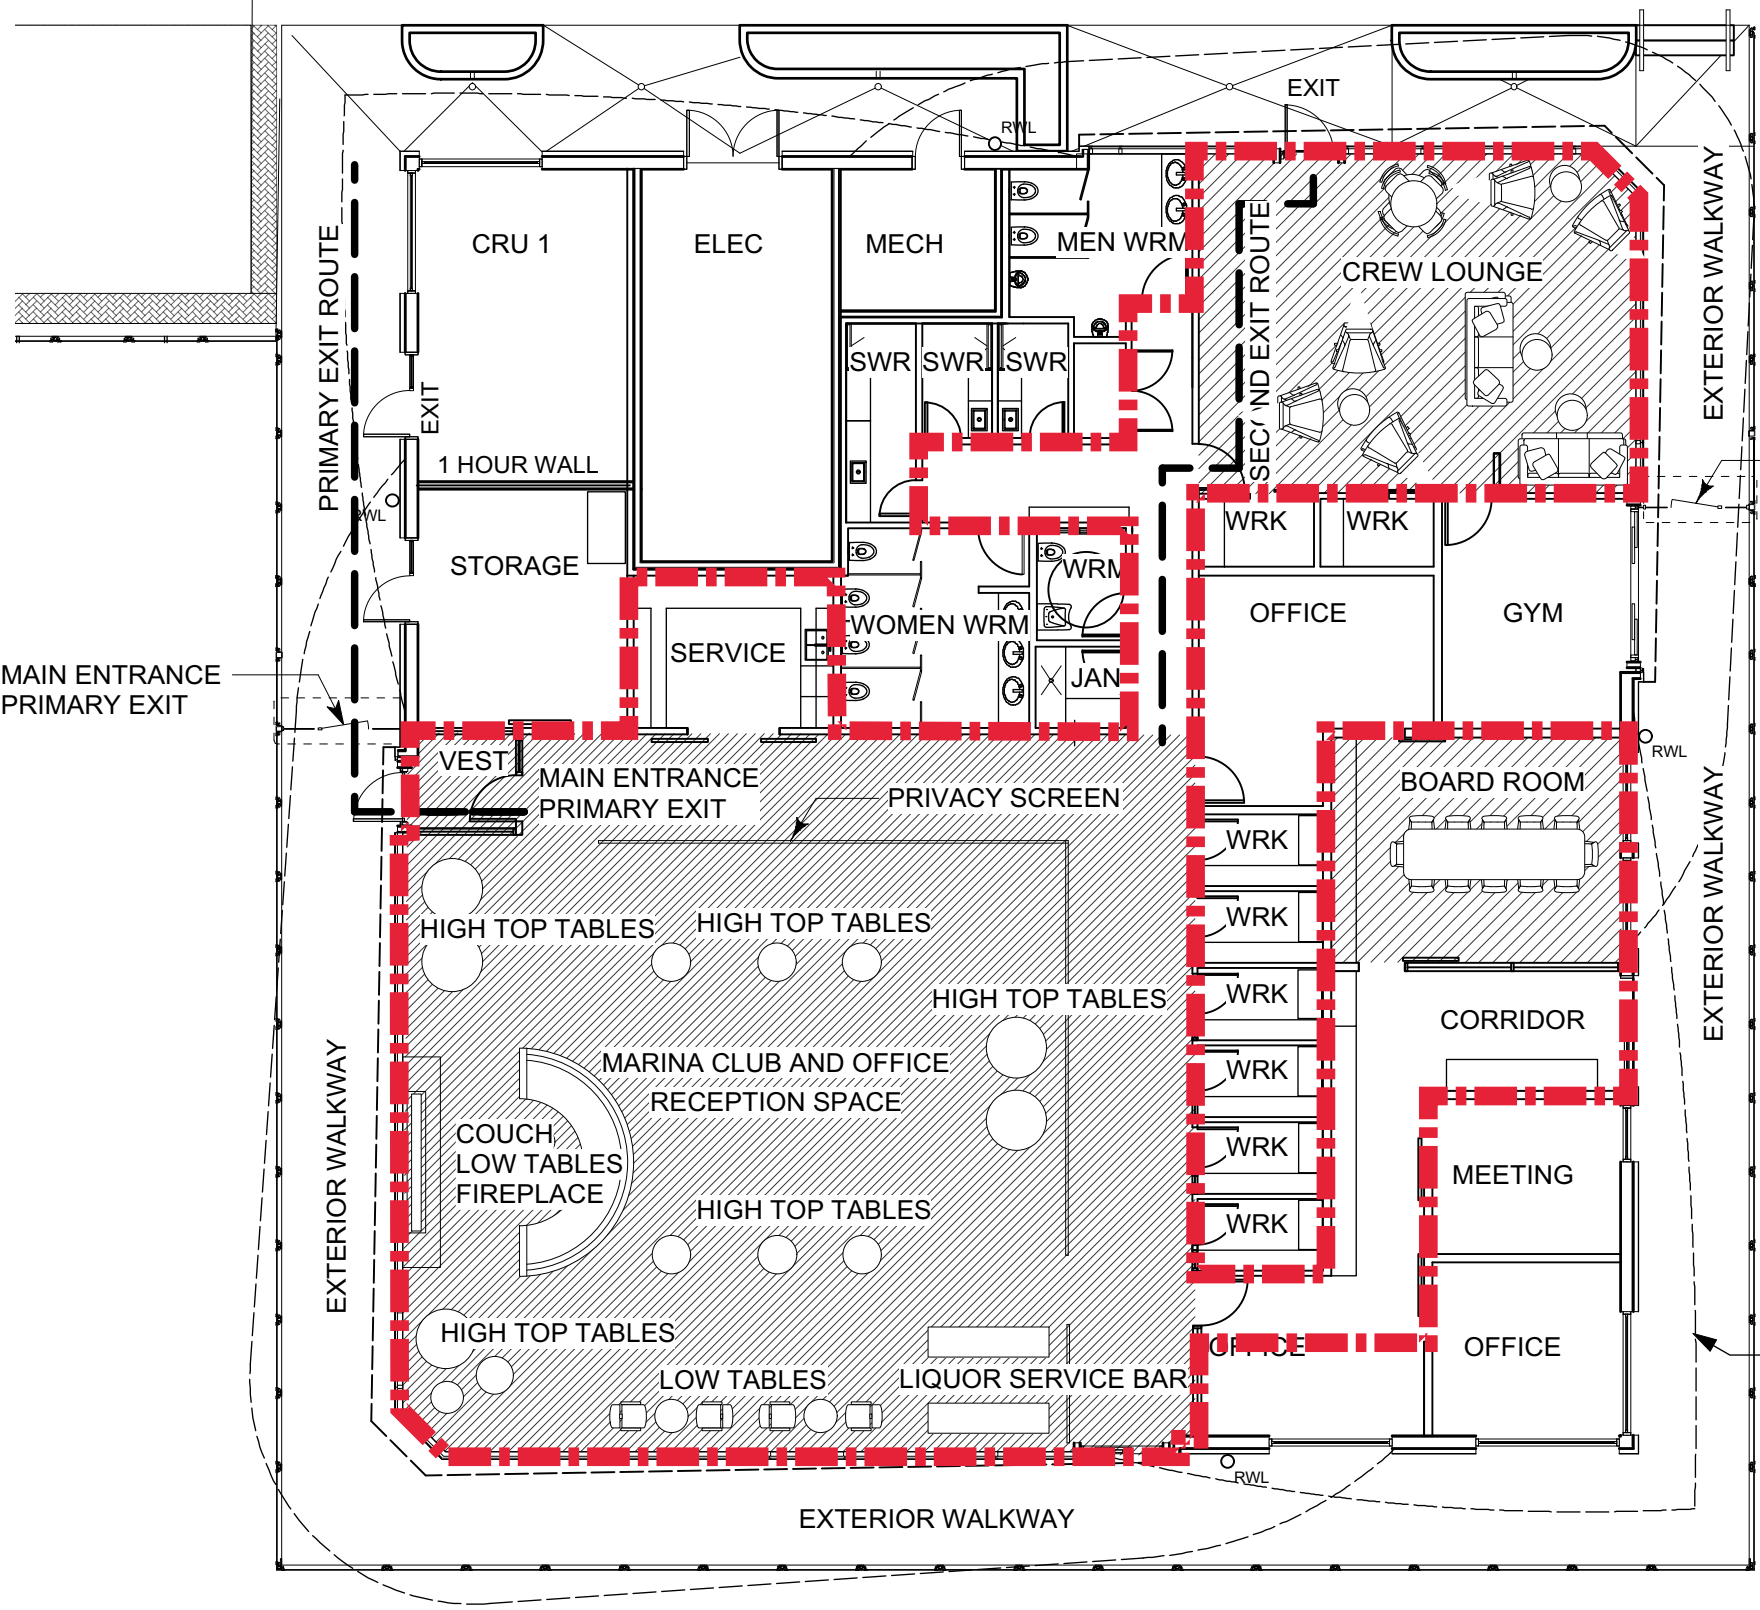 EXIT
RWL
EXTERIOR WALKWAY
CRU 1
ELEC
MECH
MEN WRM
CREW LOUNGE
PRIMARY EXIT ROUTE
SECOND EXIT ROUTE
EXIT
SWR
SWR
SWR
1 HOUR WALL
RWL
WRK
WRK
STORAGE
WRM
OFFICE
GYM
WOMEN WRM
SERVICE
JAN
MAIN ENTRANCE
PRIMARY EXIT
RWL
VEST
MAIN ENTRANCE
PRIMARY EXIT
PRIVACY SCREEN
BOARD ROOM
EXTERIOR WALKWAY
WRK
HIGH TOP TABLES
HIGH TOP TABLES
WRK
HIGH TOP TABLES
WRK
CORRIDOR
MARINA CLUB AND OFFICE
RECEPTION SPACE
WRK
EXTERIOR WALKWAY
COUCH
LOW TABLES
FIREPLACE
WRK
MEETING
HIGH TOP TABLES
WRK
HIGH TOP TABLES
OFFICE
OFFICE
LOW TABLES
LIQUOR SERVICE BAR
RWL
EXTERIOR WALKWAY